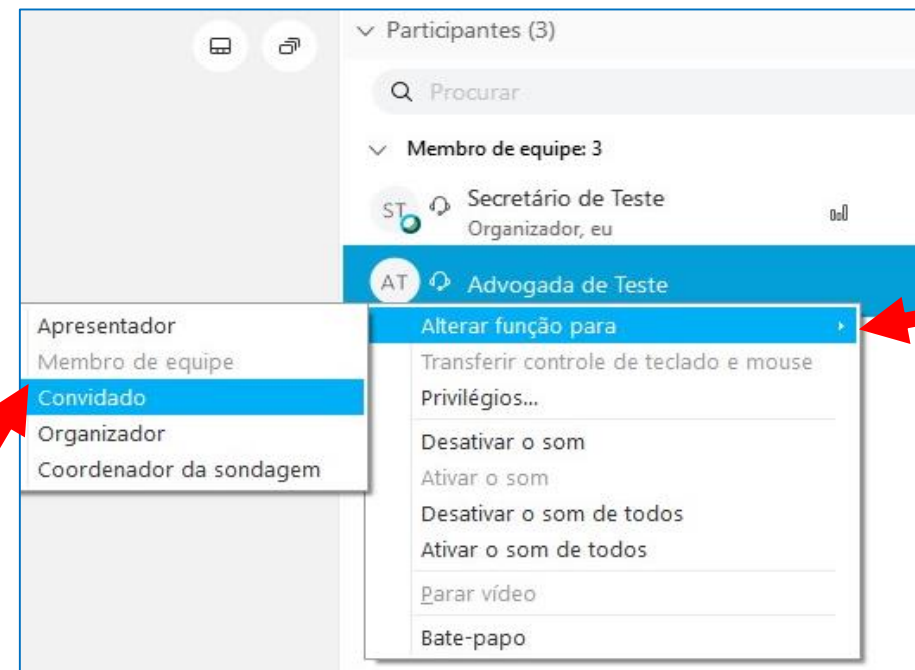 Participantes (3)
Procurar
Membro de equipe: 3
ST
Secretário de Teste
Organizador, eu
AT
Advogada de Teste
Apresentador
Membro de equipe
Convidado
Organizador
Coordenador da sondagem
Alterar função para
Transferir controle de teclado e mouse
Privilégios...
Desativar o som
Ativar o som
Desativar o som de todos
Ativar o som de todos
Parar vídeo
Bate-papo